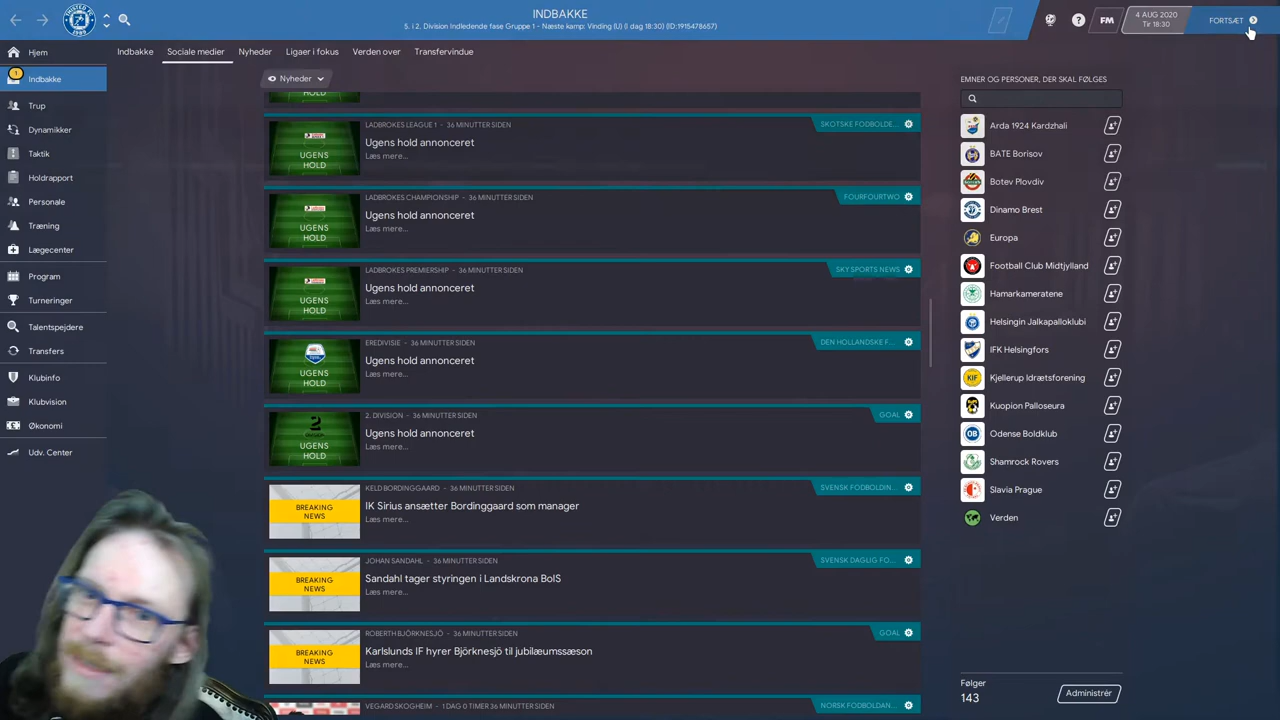 INDBAKKE
5. i 2. Division Indledende fase Gruppe 1 - Næste kamp: Vinding (U) (I dag 18:30) (ID:1915478657)
FM
4 AUG 2020
Tir 18:30
FORTSÆT
Hjem
1
Indbakke
Trup
Dynamikker
Taktik
Holdrapport
Personale
Træning
Lægecenter
Program
Turneringer
Talentspejdere
Transfers
Klubinfo
Klubvision
Økonomi
Udv. Center
Indbakke
Sociale medier
Nyheder
Ligaer i fokus
Verden over
Transfervindue
Nyheder
HOLD
Læs mere...
LADBROKES LEAGUE 1 - 36 MINUTTER SIDEN
SKOTSKE FODBOLDE...
UGENS HOLD
Ugens hold annonceret
Læs mere...
LADBROKES CHAMPIONSHIP - 36 MINUTTER SIDEN
FOURFOURTWO
UGENS HOLD
Ugens hold annonceret
Læs mere...
LADBROKES PREMIERSHIP - 36 MINUTTER SIDEN
SKY SPORTS NEWS
UGENS HOLD
Ugens hold annonceret
Læs mere...
EREDIVISIE - 36 MINUTTER SIDEN
DEN HOLLANDSKE F...
UGENS HOLD
Ugens hold annonceret
Læs mere...
2. DIVISION - 36 MINUTTER SIDEN
GOAL
UGENS HOLD
Ugens hold annonceret
Læs mere...
KELD BORDINGGAARD - 36 MINUTTER SIDEN
SVENSK FODBOLDIN...
BREAKING NEWS
IK Sirius ansætter Bordinggaard som manager
Læs mere...
JOHAN SANDAHL - 36 MINUTTER SIDEN
SVENSK DAGLIG FO...
BREAKING NEWS
Sandahl tager styringen i Landskrona BoIS
Læs mere...
ROBERTH BJÖRKNESJÖ - 36 MINUTTER SIDEN
GOAL
BREAKING NEWS
Karlslunds IF hyrer Björknesjö til jubilæumssæson
Læs mere...
VEGARD SKOGHEIM - 1 DAG 0 TIMER 36 MINUTTER SIDEN
NORSK FODBOLDAN...
EMNER OG PERSONER, DER SKAL FØLGES
Arda 1924 Kardzhali
BATE Borisov
Botev Plovdiv
Dinamo Brest
Europa
Football Club Midtjylland
Hamarkameratene
Helsingin Jalkapalloklubi
IFK Helsingfors
KIF
Kjellerup Idrætsforening
Kuopion Palloseura
OB
Odense Boldklub
Shamrock Rovers
Slavia Prague
Verden
Følger
143
Administrér